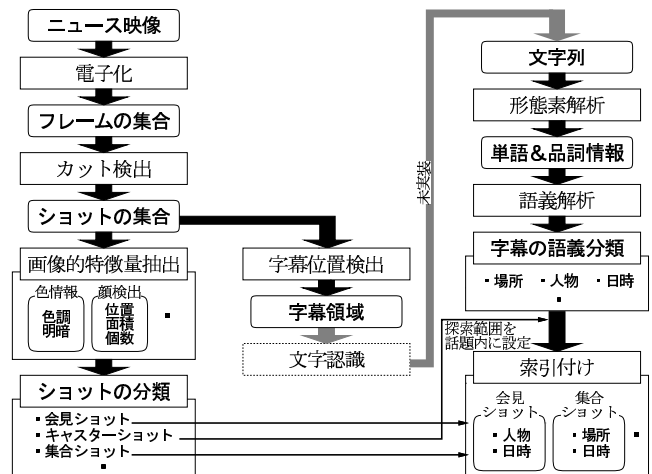 ニュース映像
電子化
フレームの集合
カット検出
ショットの集合
画像的特徴量抽出
色情報
色調
明暗
顔検出
位置
面積
個数
ショットの分類
・会見ショット
・キャスターショット
・集合ショット
字幕位置検出
字幕領域
文字認識
未実装
文字列
形態素解析
単語＆品詞情報
語義解析
字幕の語義分類
・場所 ・人物 ・日時
探索範囲を
話題内に設定
索引付け
会見
ショット
・人物
・日時
集合
ショット
・場所
・日時